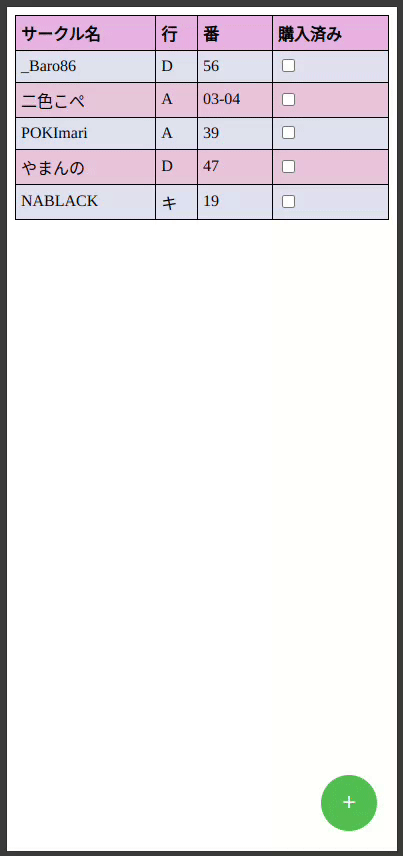 サークル名 行 番 購入済み
_Baro86 D 56
二色こぺ A 03-04
POKImari A 39
やまんの D 47
NABLACK キ 19
+